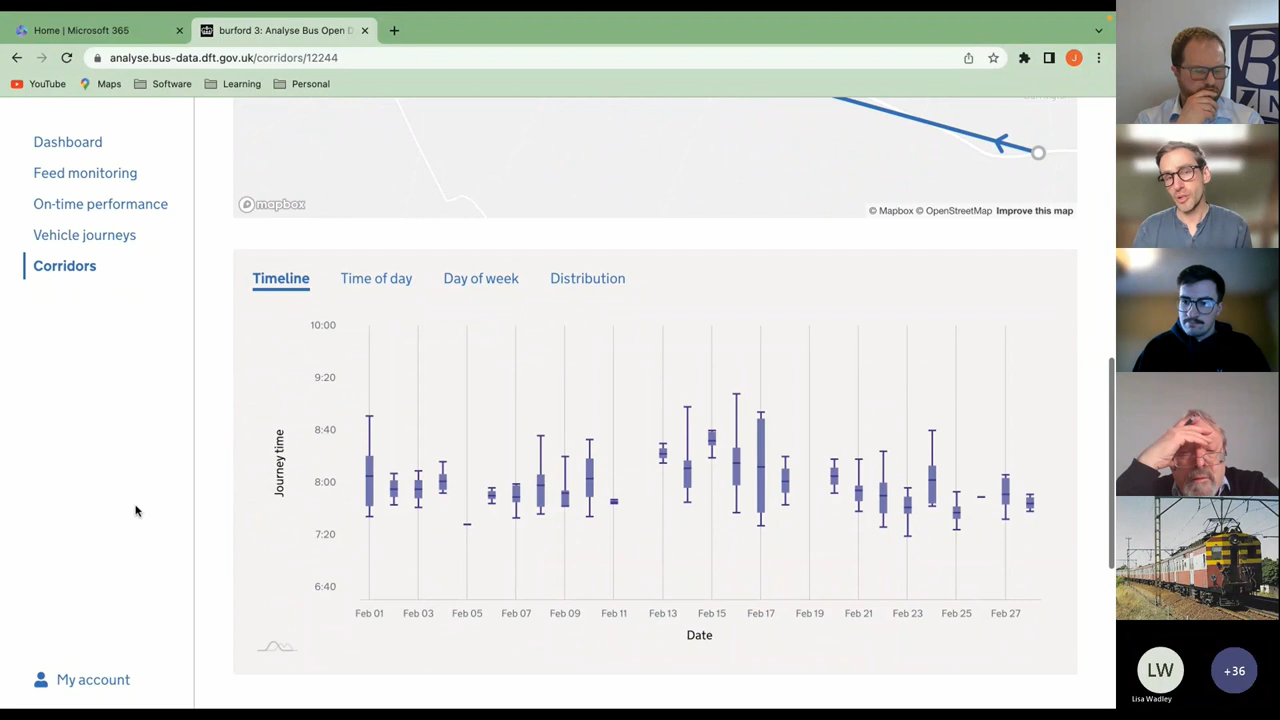 Home | Microsoft 365
burford 3: Analyse Bus Open D
analyse.bus-data.dft.gov.uk/corridors/12244
J
YouTube Maps Software Learning Personal
Dashboard
Feed monitoring
On-time performance
Vehicle journeys
Corridors
My account
mapbox
© Mapbox © OpenStreetMap Improve this map
Timeline Time of day Day of week Distribution
10:00
9:20
8:40
8:00
7:20
6:40
Journey time
Feb 01 Feb 03 Feb 05 Feb 07 Feb 09 Feb 11 Feb 13 Feb 15 Feb 17 Feb 19 Feb 21 Feb 23 Feb 25 Feb 27
Date
LW
Lisa Wadley
+36